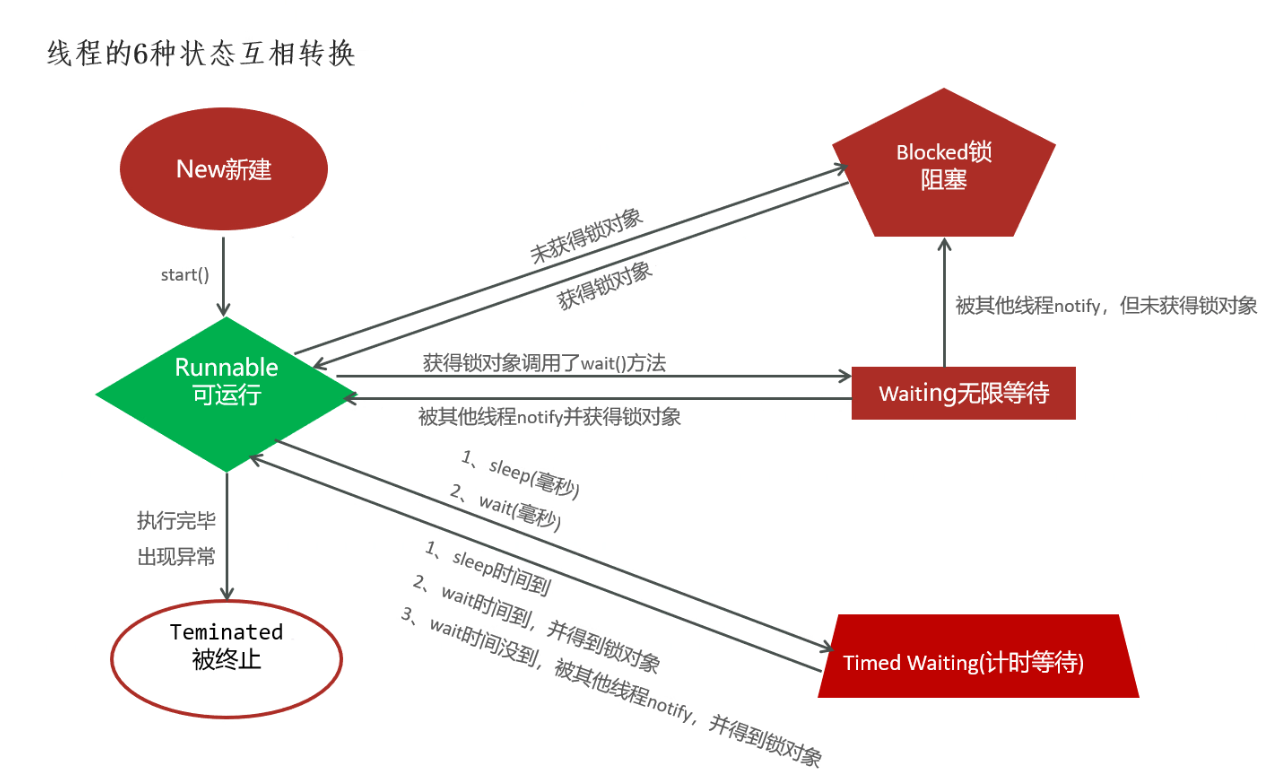 线程的6种状态互相转换
New新建
Blocked锁
阻塞
start()
未获得锁对象
获得锁对象
被其他线程notify，但未获得锁对象
Runnable
可运行
获得锁对象调用了wait()方法
Waiting无限等待
被其他线程notify并获得锁对象
1、sleep(毫秒)
2、wait(毫秒)
执行完毕
出现异常
1、sleep时间到
2、wait时间到，并得到锁对象
3、wait时间没到，被其他线程notify，并得到锁对象
Teminated
被终止
Timed Waiting(计时等待)